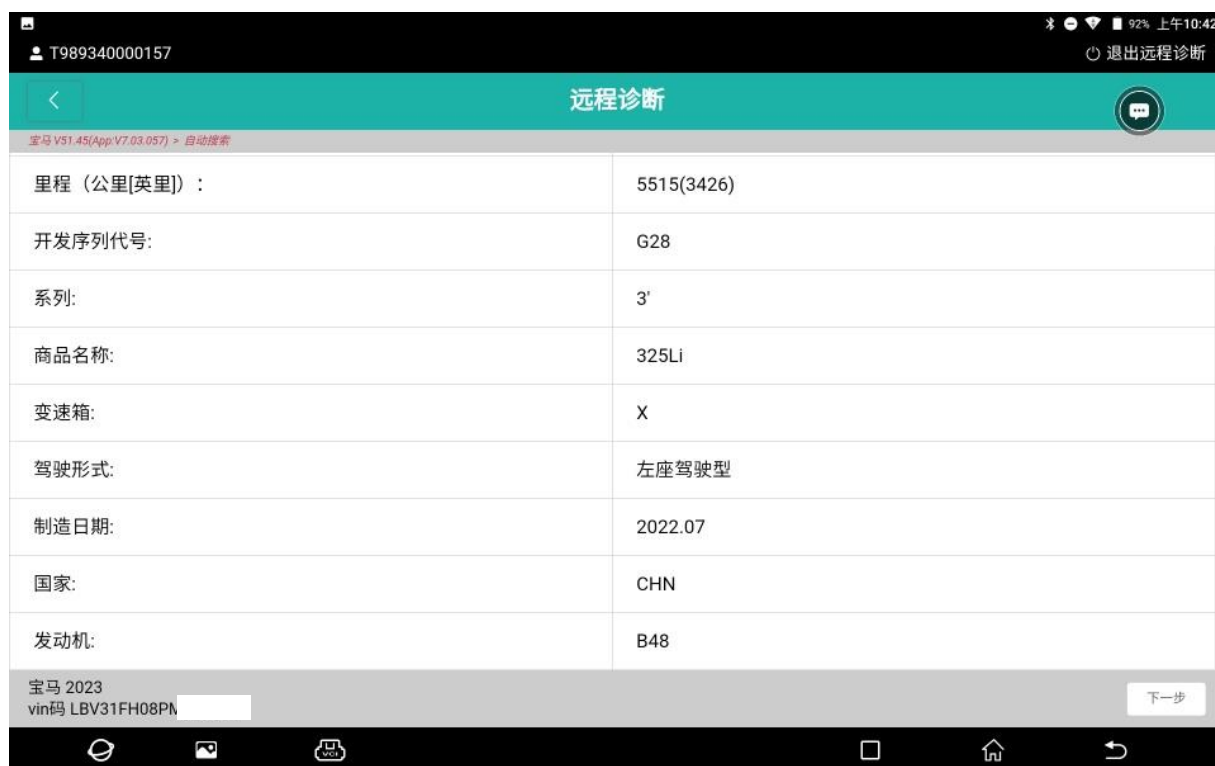 92% 上午10:42
T989340000157
退出远程诊断
远程诊断
宝马 V51.45(App:V7.03.057) > 自动搜索
里程（公里[英里]）： 5515(3426)
开发序列代号: G28
系列: 3'
商品名称: 325Li
变速箱: X
驾驶形式: 左座驾驶型
制造日期: 2022.07
国家: CHN
发动机: B48
宝马 2023
vin码 LBV31FH08PM
下一步
VCI